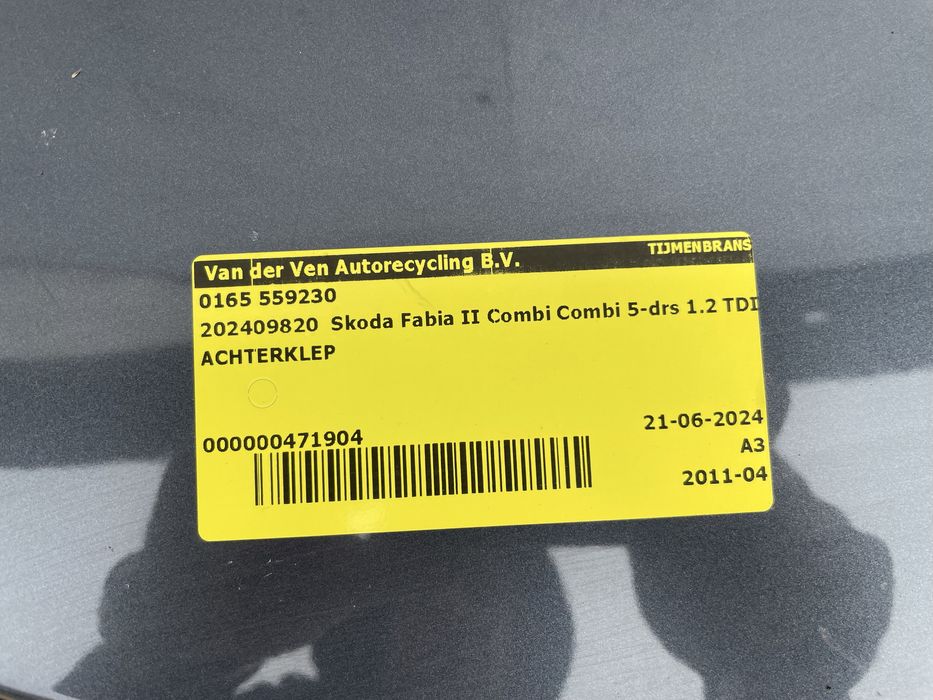 Van der Ven Autorecycling B.V. TIJMENBRANS
0165 559230
202409820 Skoda Fabia II Combi Combi 5-drs 1.2 TDI
ACHTERKLEP
21-06-2024
000000471904
A3
2011-04